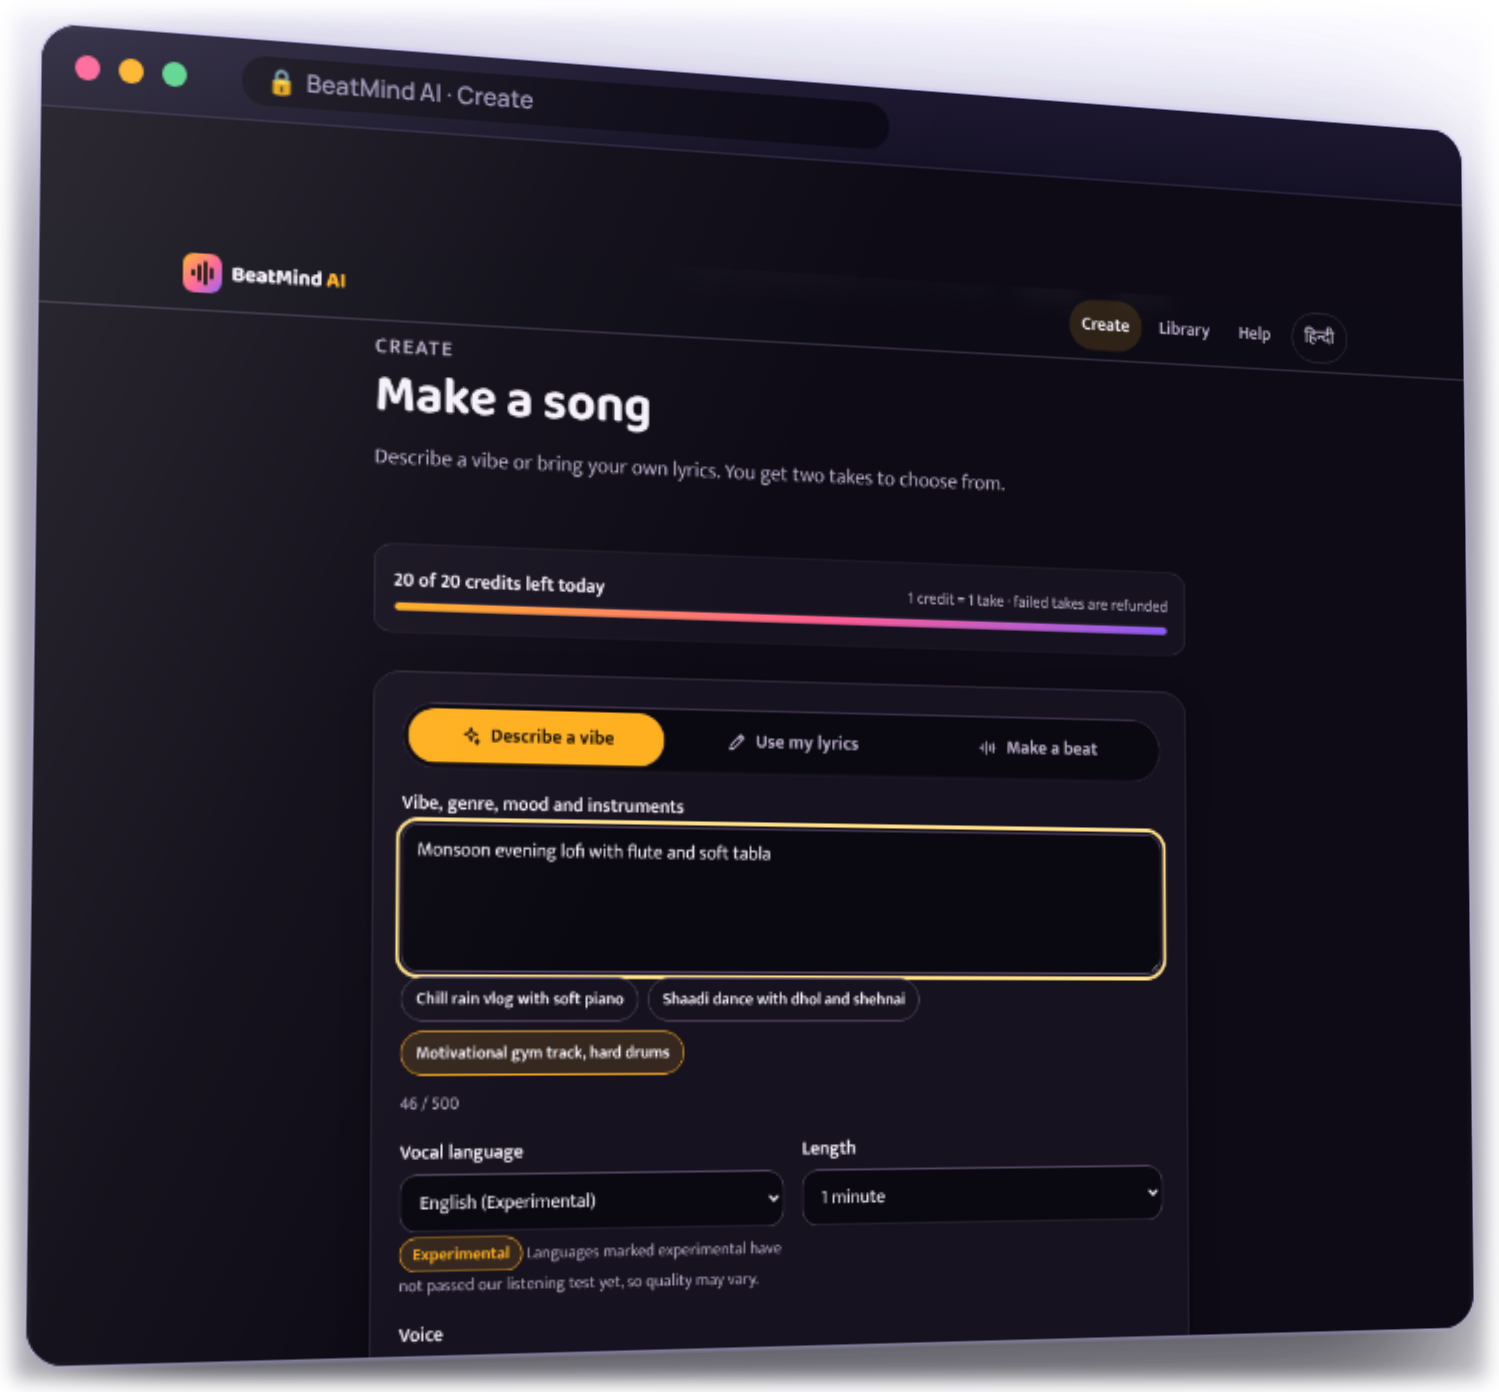 BeatMind AI · Create
BeatMind AI
Create
Library
Help
हिन्दी
CREATE
Make a song
Describe a vibe or bring your own lyrics. You get two takes to choose from.
20 of 20 credits left today
1 credit = 1 take · failed takes are refunded
Describe a vibe
Use my lyrics
Make a beat
Vibe, genre, mood and instruments
Monsoon evening lofi with flute and soft tabla
Chill rain vlog with soft piano
Shaadi dance with dhol and shehnai
Motivational gym track, hard drums
46 / 500
Vocal language
Length
English (Experimental)
1 minute
Experimental Languages marked experimental have
not passed our listening test yet, so quality may vary.
Voice